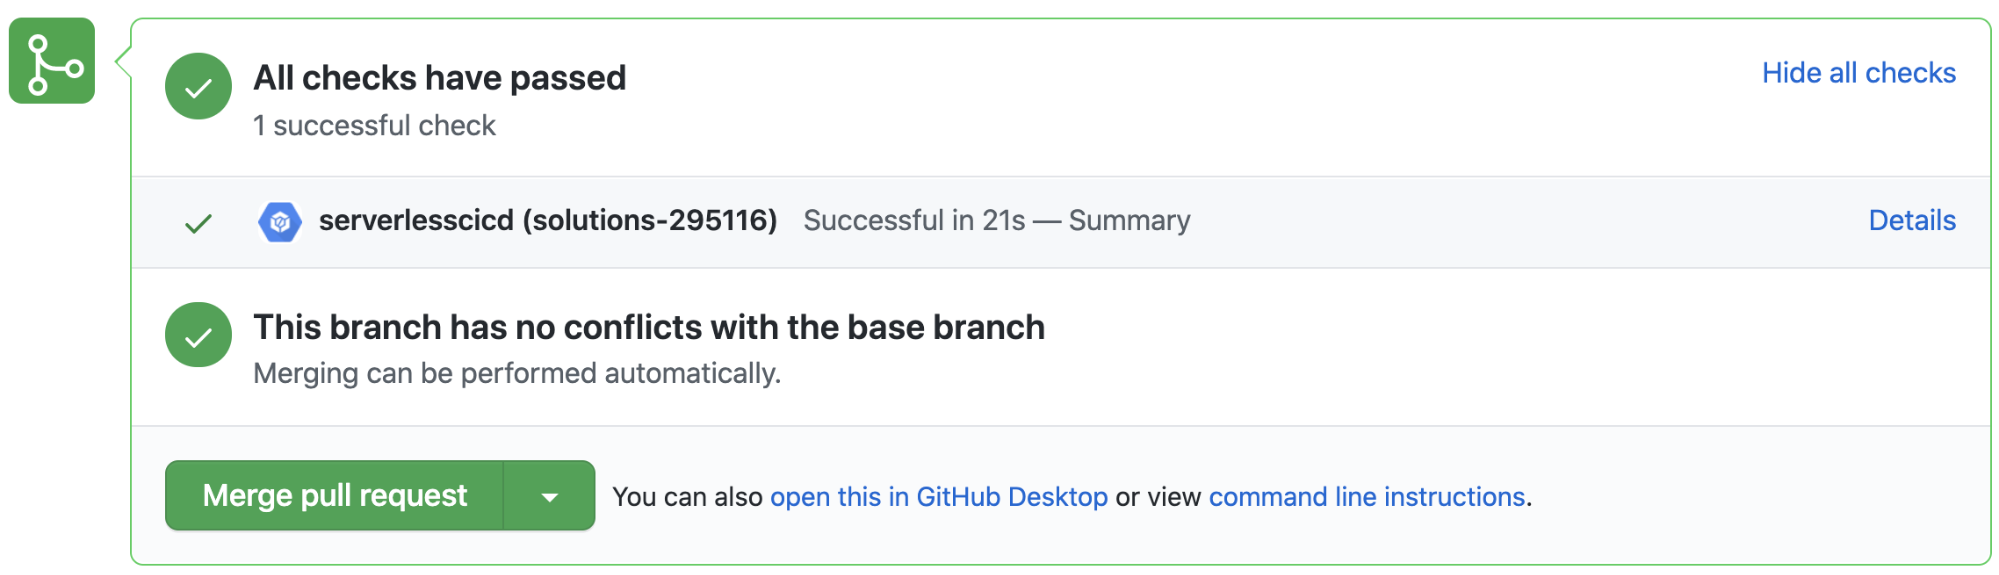 All checks have passed
Hide all checks
1 successful check
serverlesscicd (solutions-295116) Successful in 21s — Summary
Details
This branch has no conflicts with the base branch
Merging can be performed automatically.
Merge pull request
You can also open this in GitHub Desktop or view command line instructions.